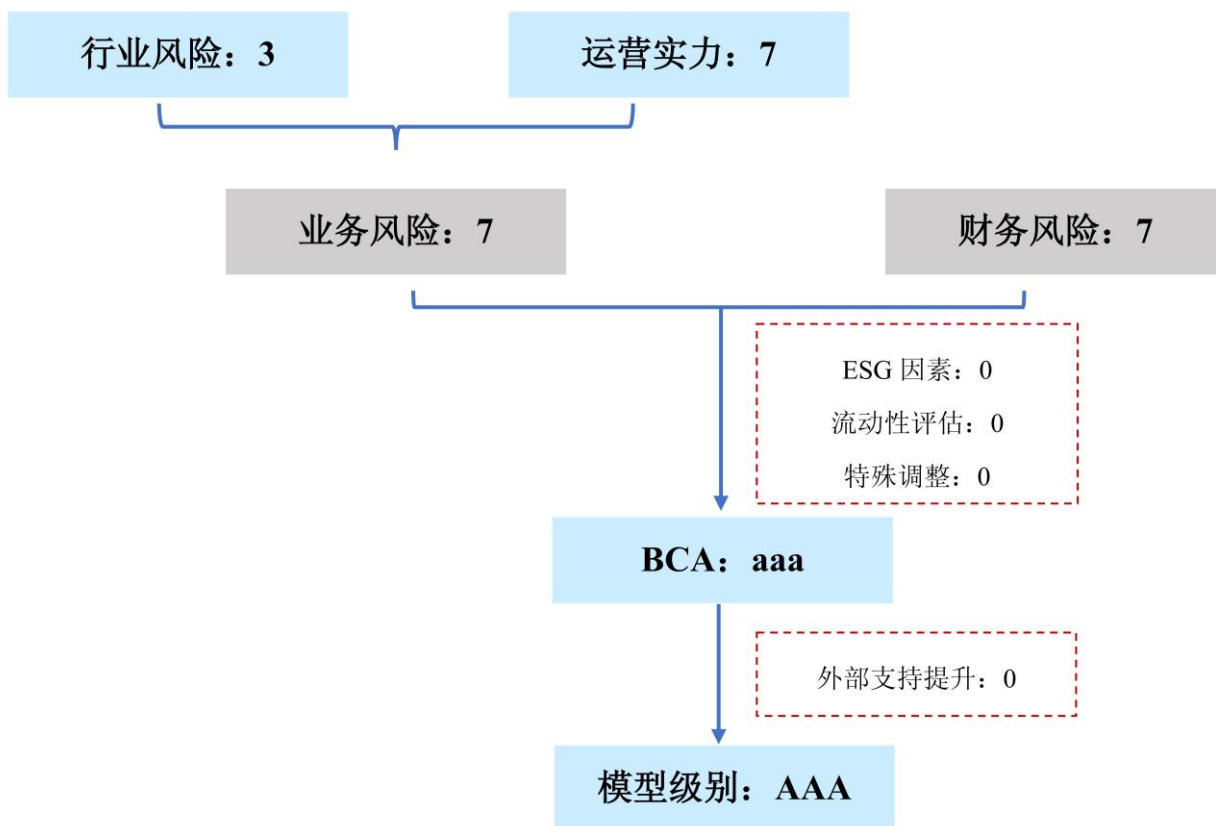 行业风险：3
运营实力：7
业务风险：7
财务风险：7
ESG 因素：0
流动性评估：0
特殊调整：0
BCA：aaa
外部支持提升：0
模型级别：AAA